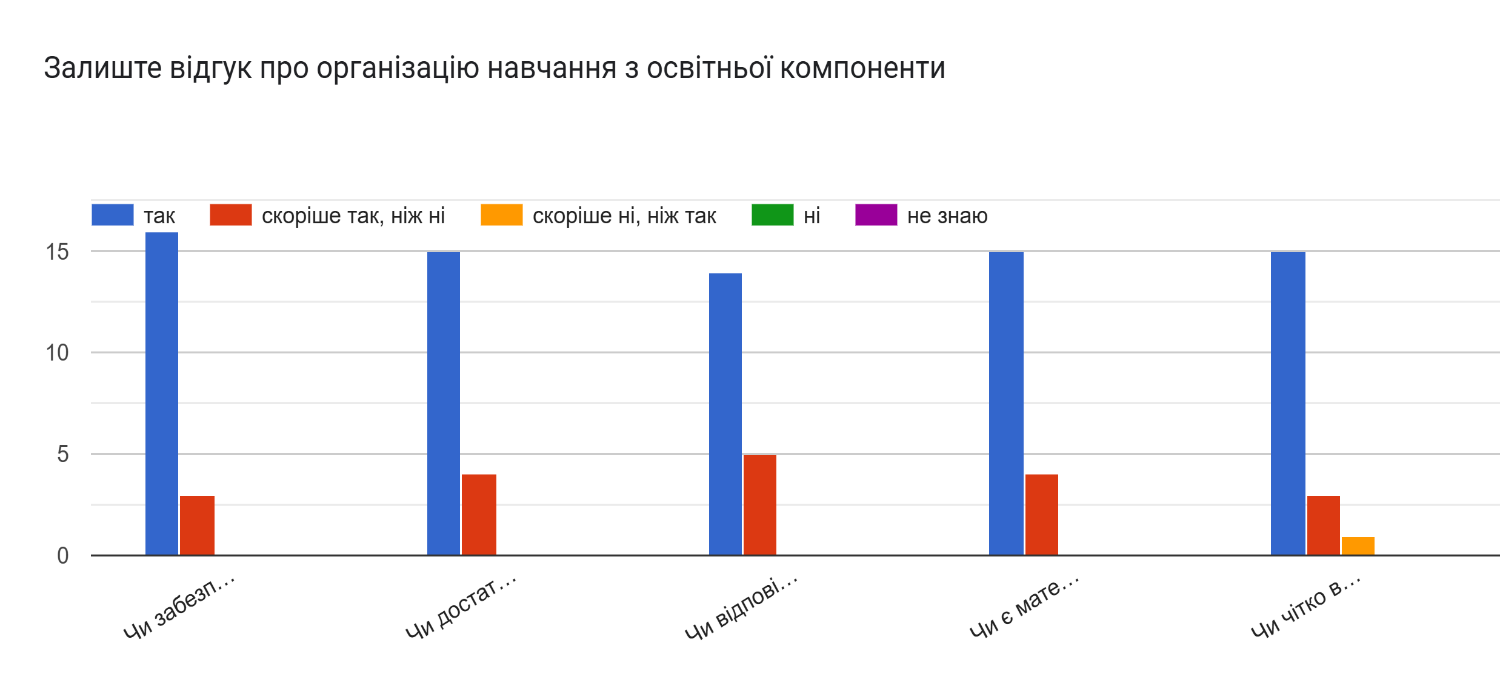 Залиште відгук про організацію навчання з освітньої компоненти
так скоріше так, ніж ні скоріше ні, ніж так ні не знаю
15
10
5
0
Чи забезп…
Чи достат…
Чи відпові…
Чи є мате…
Чи чітко в…